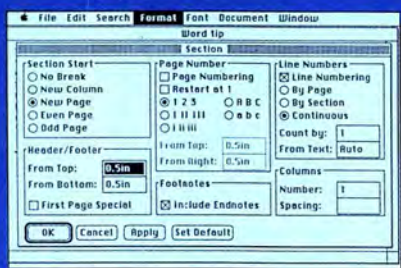 File Edit Search Format Font Document Window
Word tip
Section
Section Start
No Break
New Column
New Page
Even Page
Odd Page
Header/Footer
From Top: 0.5in
From Bottom: 0.5in
First Page Special
Page Number
Page Numbering
Restart at 1
1 2 3 A B C
I II III a b c
i ii iii
From Top: 0.5in
From Right: 0.5in
Footnotes
Include Endnotes
Line Numbers
Line Numbering
By Page
By Section
Continuous
Count by: 1
From Text: Auto
Columns
Number: 1
Spacing:
OK Cancel Apply Set Default